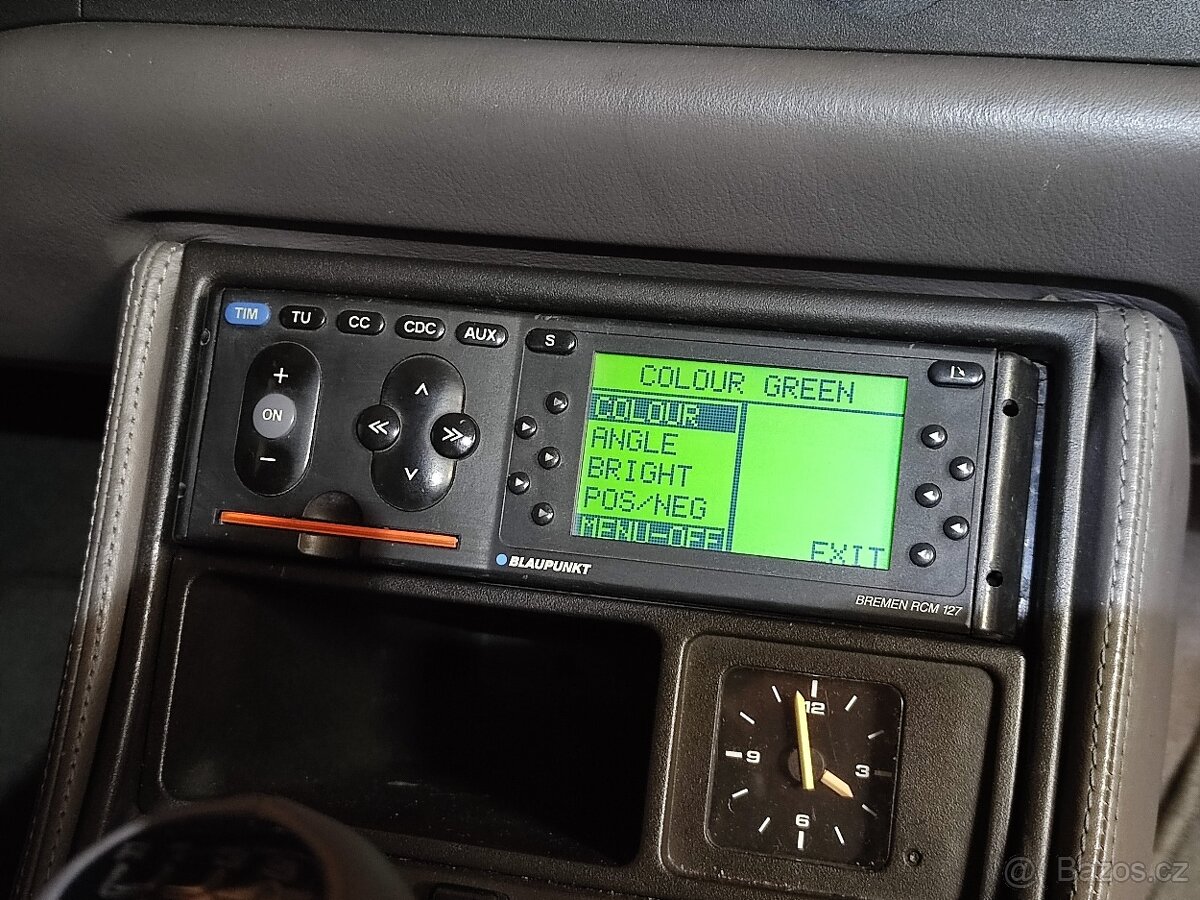 TIM TU CC CDC AUX S
+
ON
−
COLOUR GREEN
COLOUR
ANGLE
BRIGHT
POS/NEG
MENU-OFF
EXIT
BLAUPUNKT
BREMEN RCM 127
12
9 3
6
@ Bazos.cz